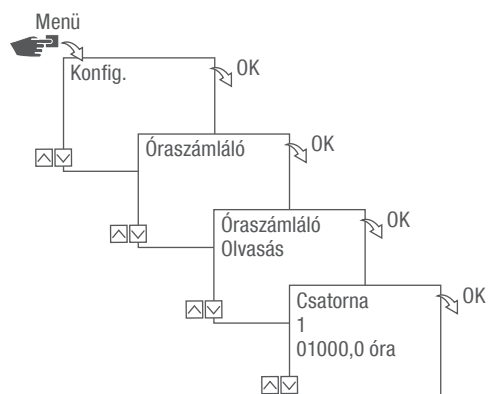 Menü
Konfig.
OK
Óraszámláló
OK
Óraszámláló
Olvasás
OK
Csatorna
1
01000,0 óra
OK